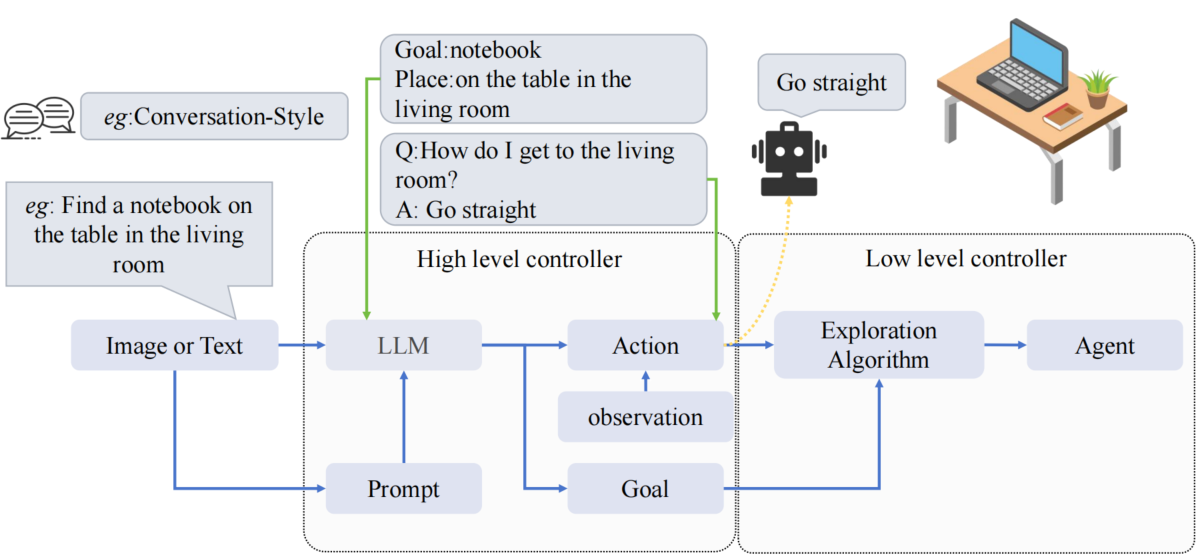 Goal:notebook
Place:on the table in the
living room
Go straight
eg:Conversation-Style
Q:How do I get to the living
room?
A: Go straight
eg: Find a notebook on
the table in the living
room
High level controller
Low level controller
Image or Text
LLM
Action
Exploration
Algorithm
Agent
observation
Prompt
Goal